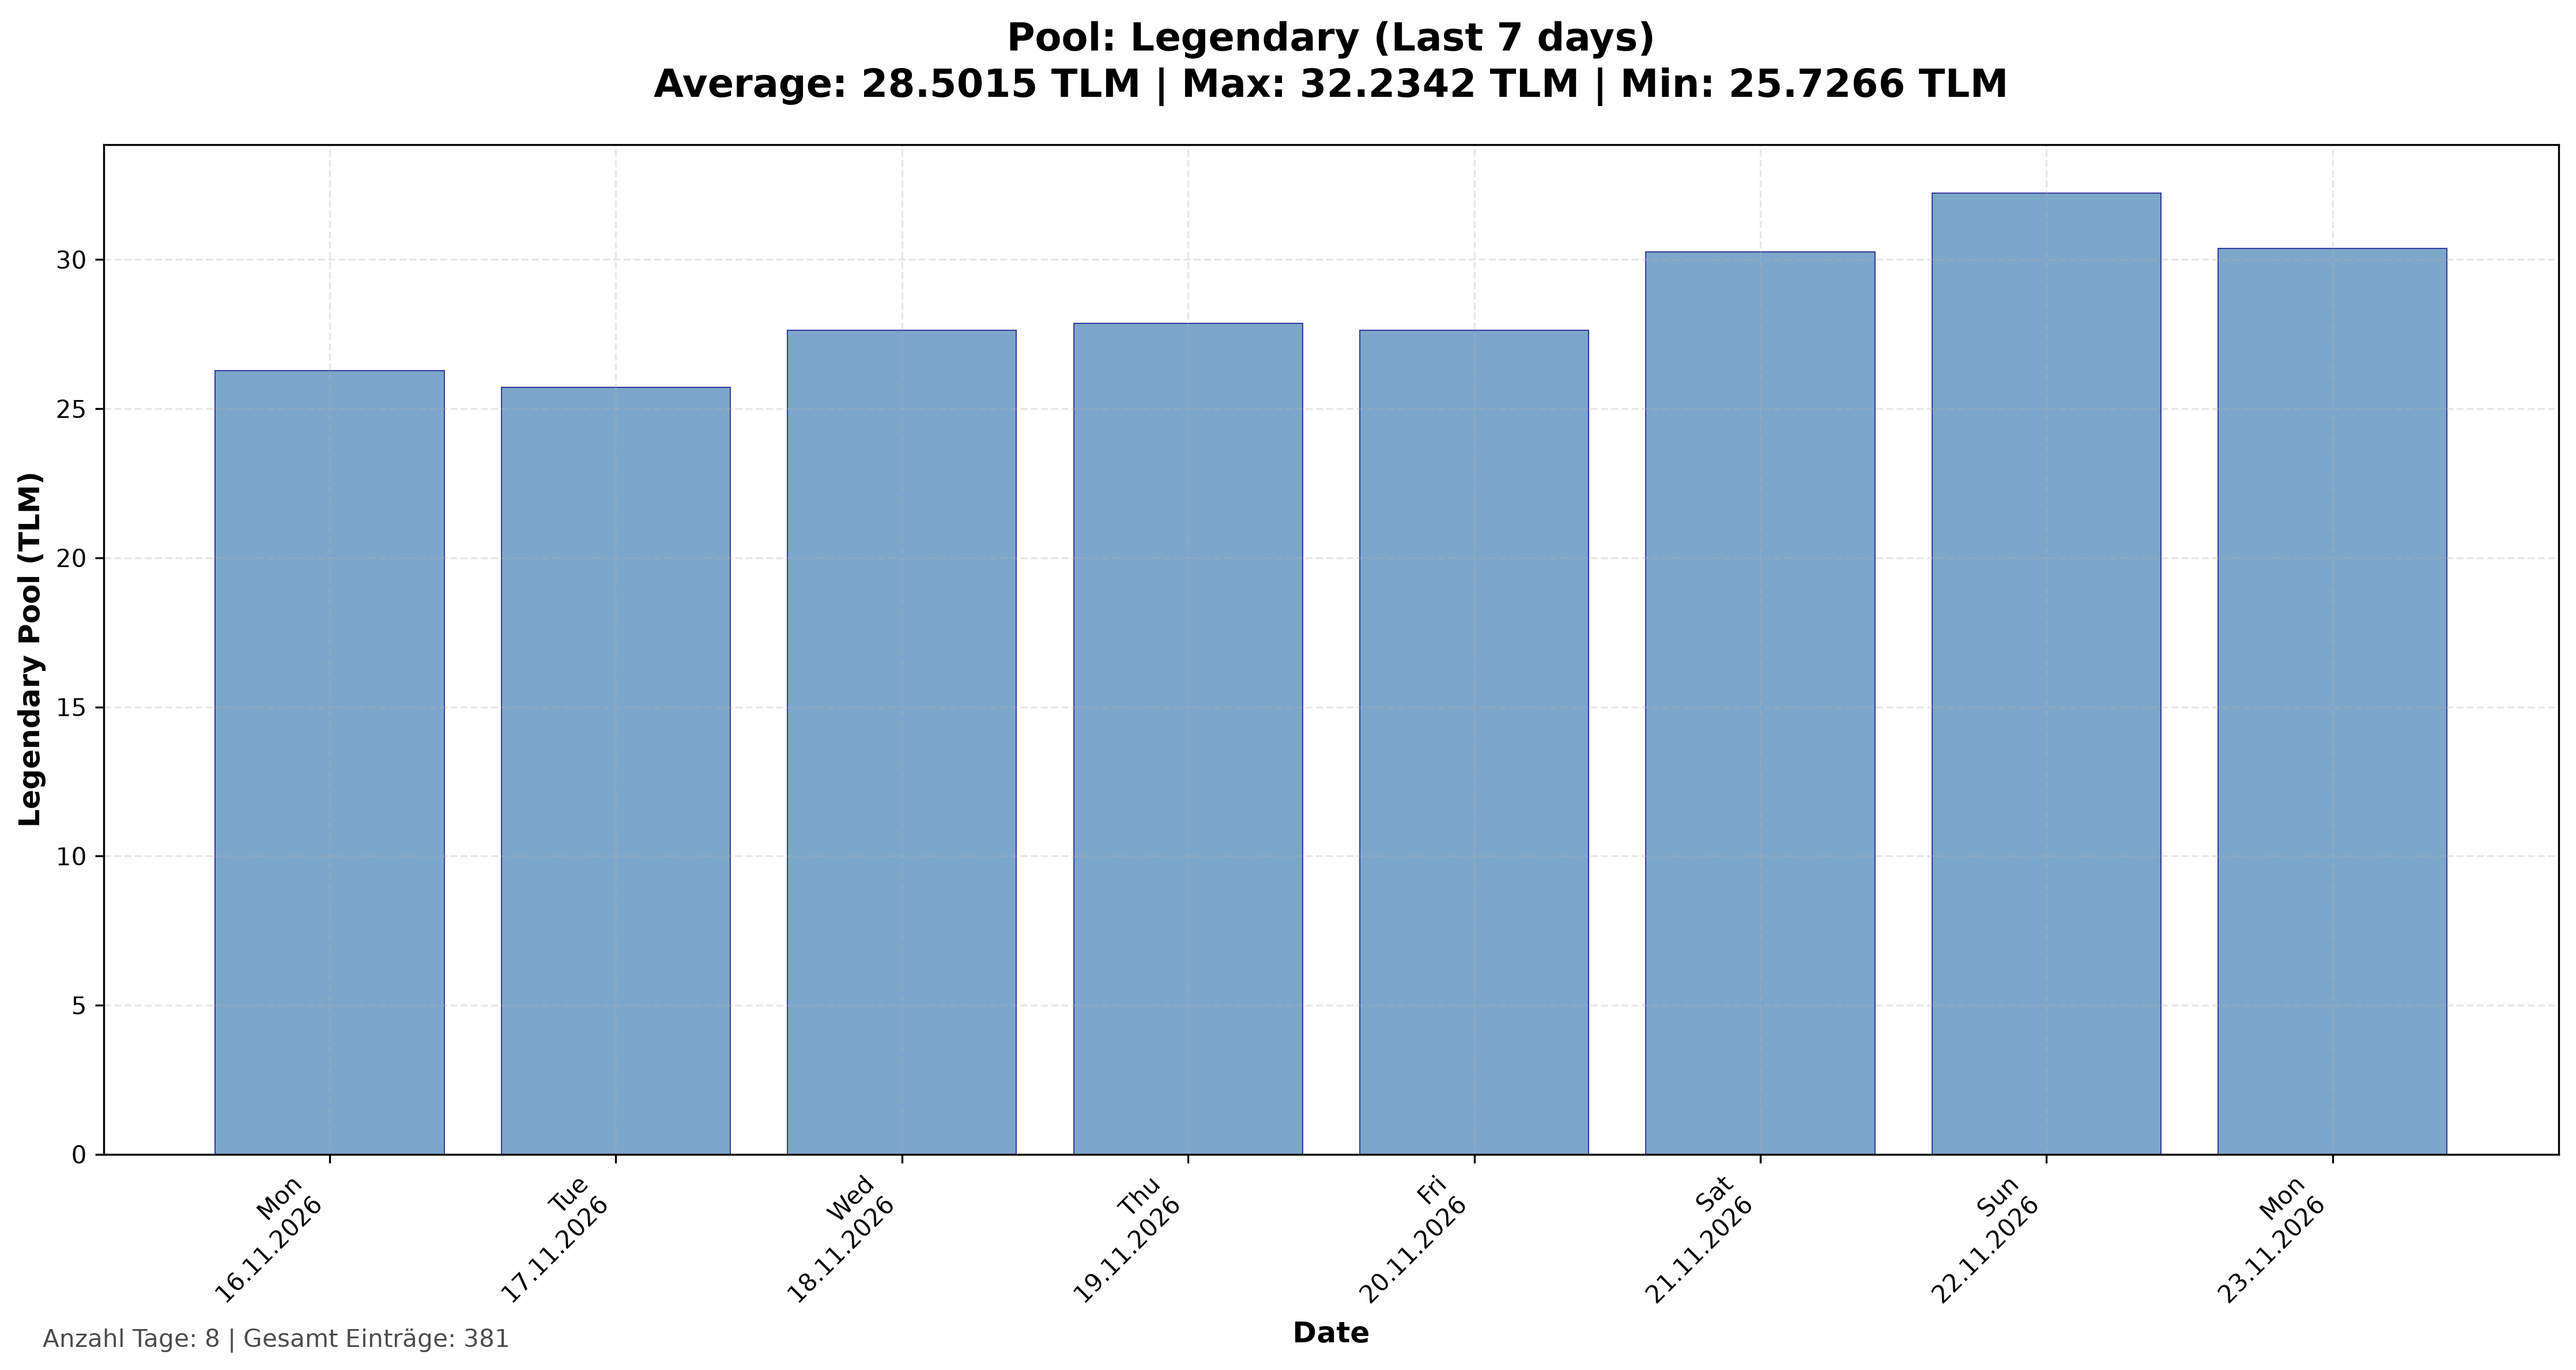 Pool: Legendary (Last 7 days)
Average: 28.5015 TLM | Max: 32.2342 TLM | Min: 25.7266 TLM
Legendary Pool (TLM)
30
25
20
15
10
5
0
Mon
16.11.2026
Tue
17.11.2026
Wed
18.11.2026
Thu
19.11.2026
Fri
20.11.2026
Sat
21.11.2026
Sun
22.11.2026
Mon
23.11.2026
Date
Anzahl Tage: 8 | Gesamt Einträge: 381